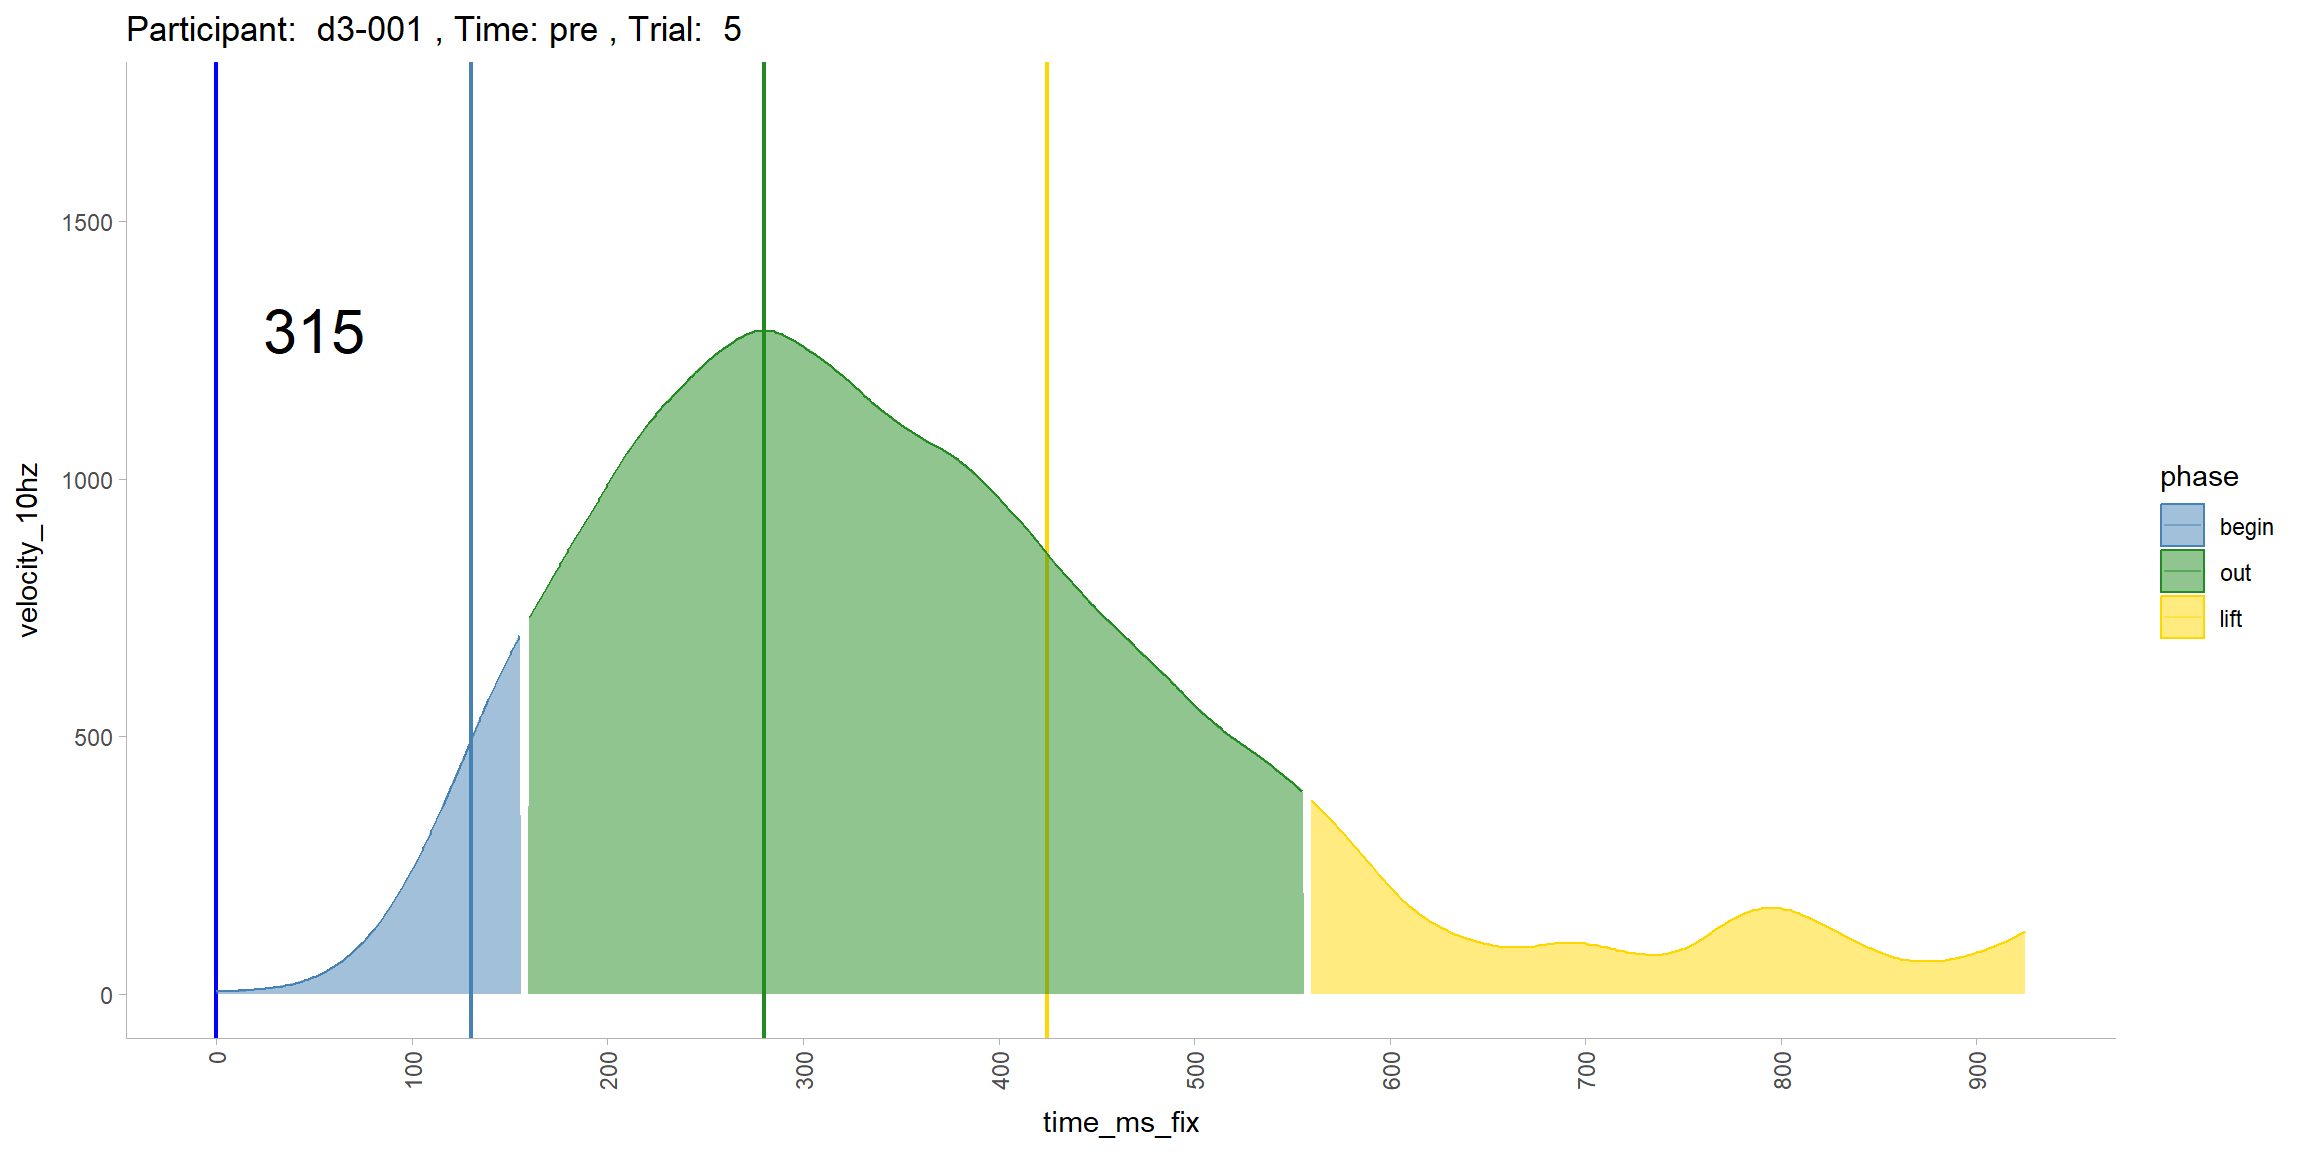 Participant:  d3-001 , Time: pre , Trial:  5
315
velocity_10hz
1500
1000
500
0
0 100 200 300 400 500 600 700 800 900
time_ms_fix
phase
begin
out
lift